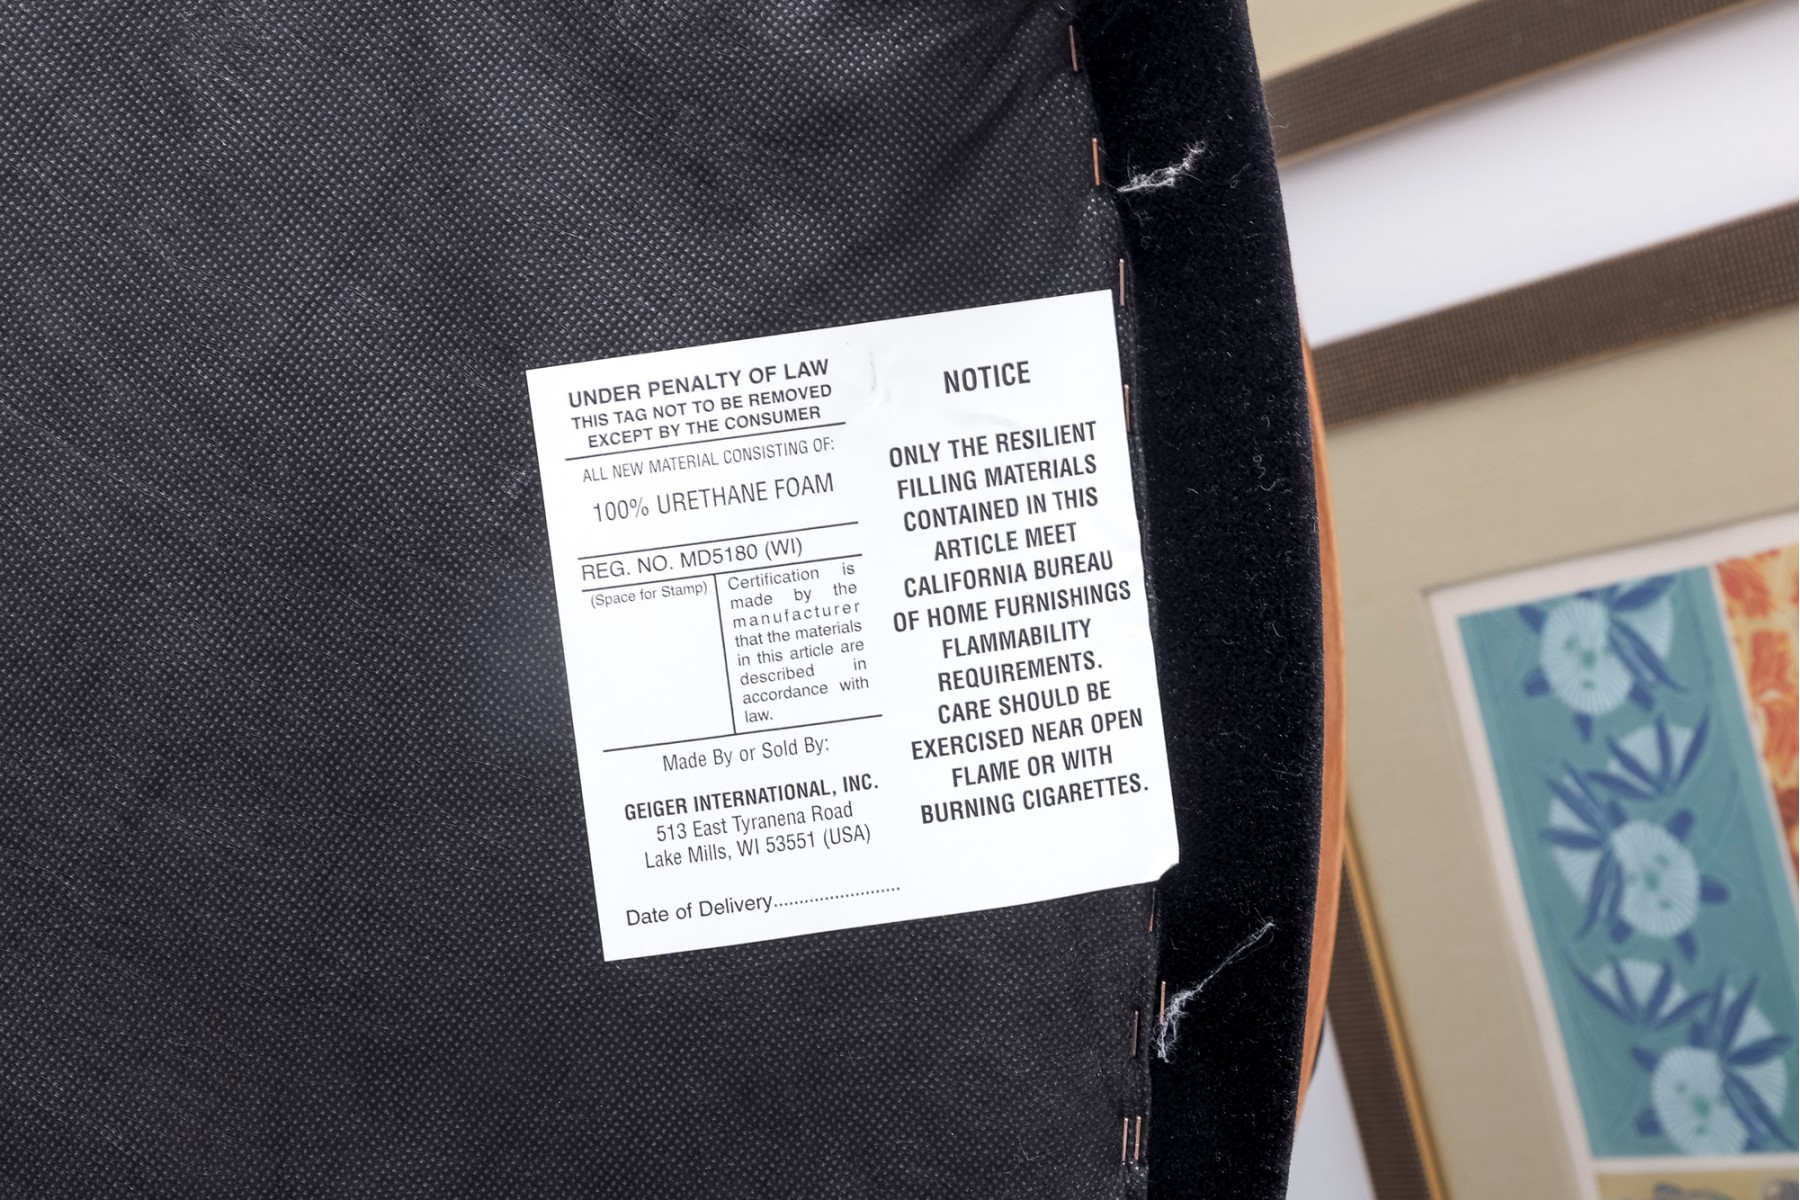 UNDER PENALTY OF LAW
THIS TAG NOT TO BE REMOVED
EXCEPT BY THE CONSUMER
ALL NEW MATERIAL CONSISTING OF:
100% URETHANE FOAM
REG. NO. MD5180 (WI)
(Space for Stamp)
Certification is
made by the
manufacturer
that the materials
in this article are
described in
accordance with
law.
Made By or Sold By:
GEIGER INTERNATIONAL, INC.
513 East Tyranena Road
Lake Mills, WI 53551 (USA)
Date of Delivery.........................
NOTICE
ONLY THE RESILIENT
FILLING MATERIALS
CONTAINED IN THIS
ARTICLE MEET
CALIFORNIA BUREAU
OF HOME FURNISHINGS
FLAMMABILITY
REQUIREMENTS.
CARE SHOULD BE
EXERCISED NEAR OPEN
FLAME OR WITH
BURNING CIGARETTES.